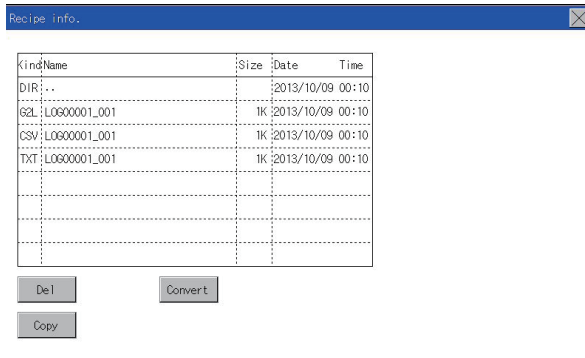 Recipe info.
Kind Name Size Date Time
DIR .. 2013/10/09 00:10
G2L LOG00001_001 1K 2013/10/09 00:10
CSV LOG00001_001 1K 2013/10/09 00:10
TXT LOG00001_001 1K 2013/10/09 00:10
Del Convert
Copy